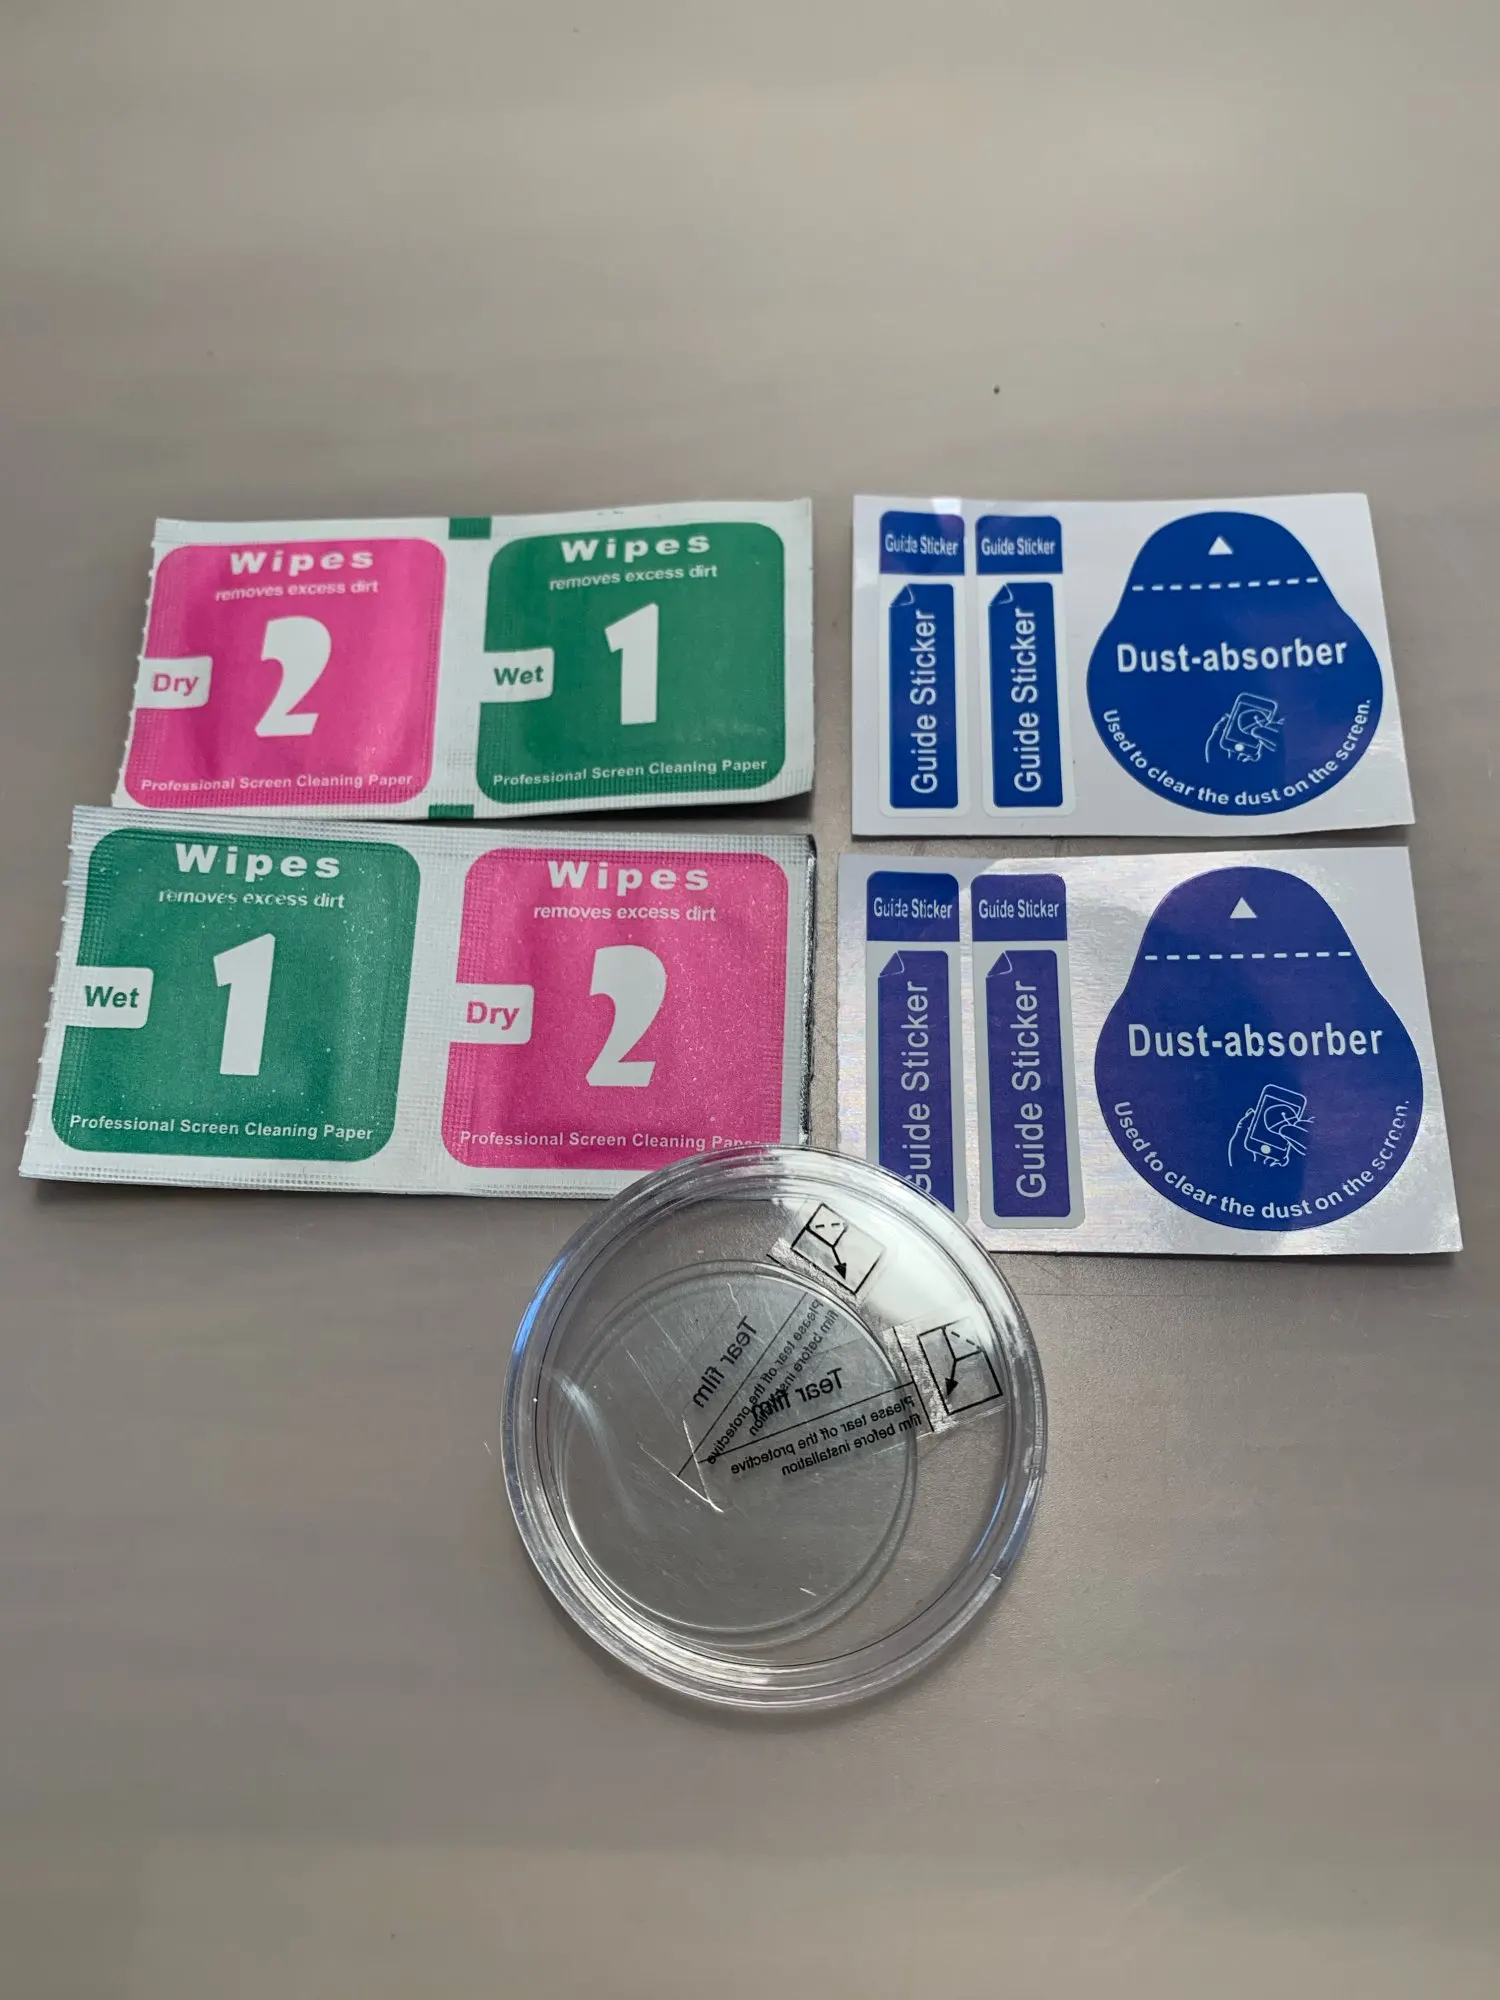 Wipes
removes excess dirt
2
Dry
Professional Screen Cleaning Paper
Wipes
removes excess dirt
1
Wet
Professional Screen Cleaning Paper
Guide Sticker
Guide Sticker
Guide Sticker
Guide Sticker
Dust-absorber
Used to clear the dust on the screen.
Wipes
removes excess dirt
1
Wet
Professional Screen Cleaning Paper
Wipes
removes excess dirt
2
Dry
Professional Screen Cleaning Paper
Guide Sticker
Guide Sticker
Guide Sticker
Guide Sticker
Dust-absorber
Used to clear the dust on the screen.
Tear film
Please tear off the protective
film before installation
Tear film
Please tear off the protective
film before installation